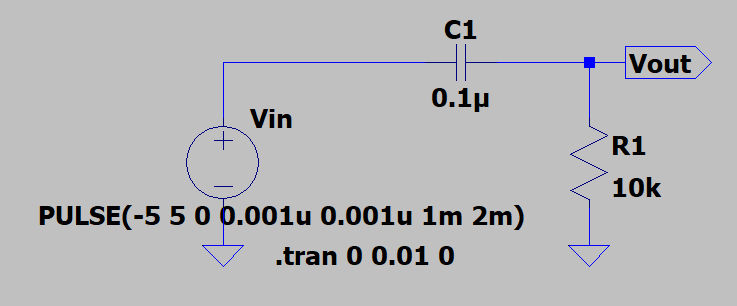 C1
Vout
0.1µ
Vin
R1
10k
PULSE(-5 5 0 0.001u 0.001u 1m 2m)
.tran 0 0.01 0